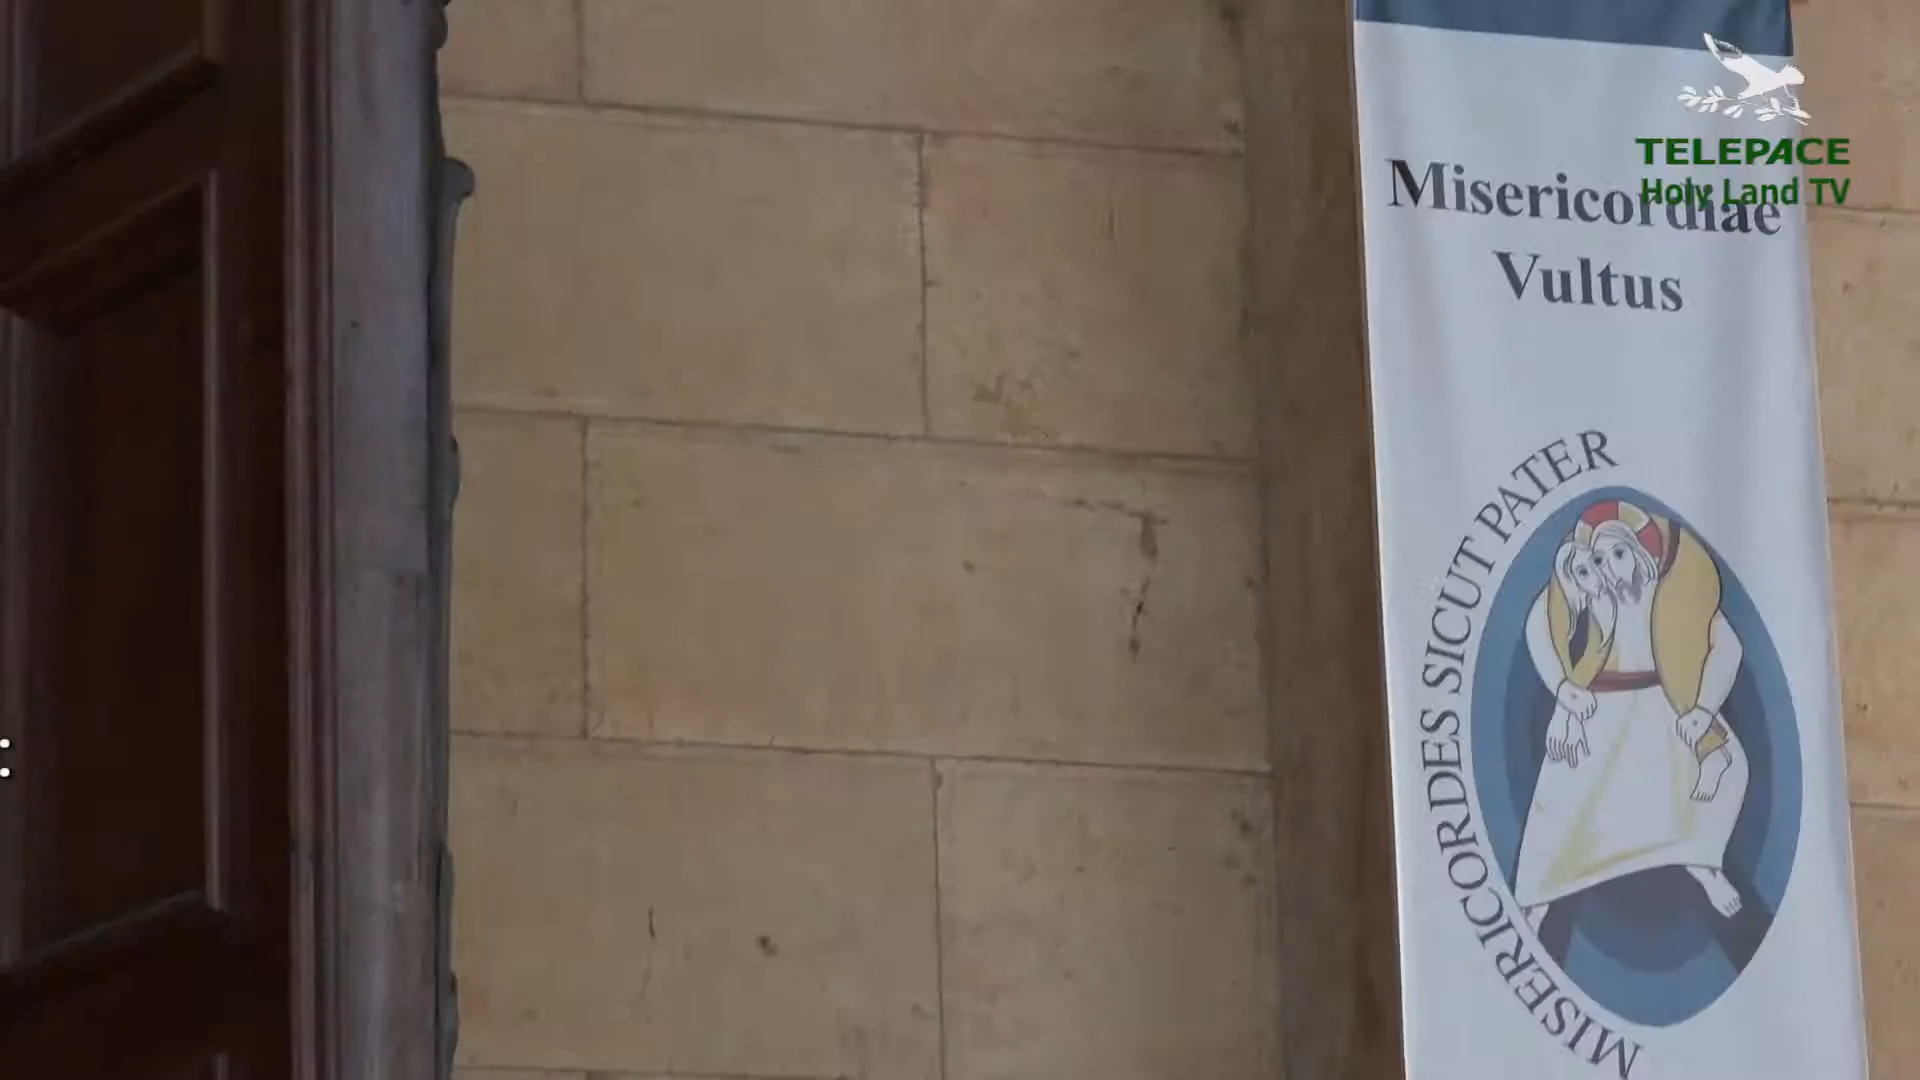 TELEPACE
Holy Land TV
Misericordiae
Vultus
MISERICORDES SICUT PATER